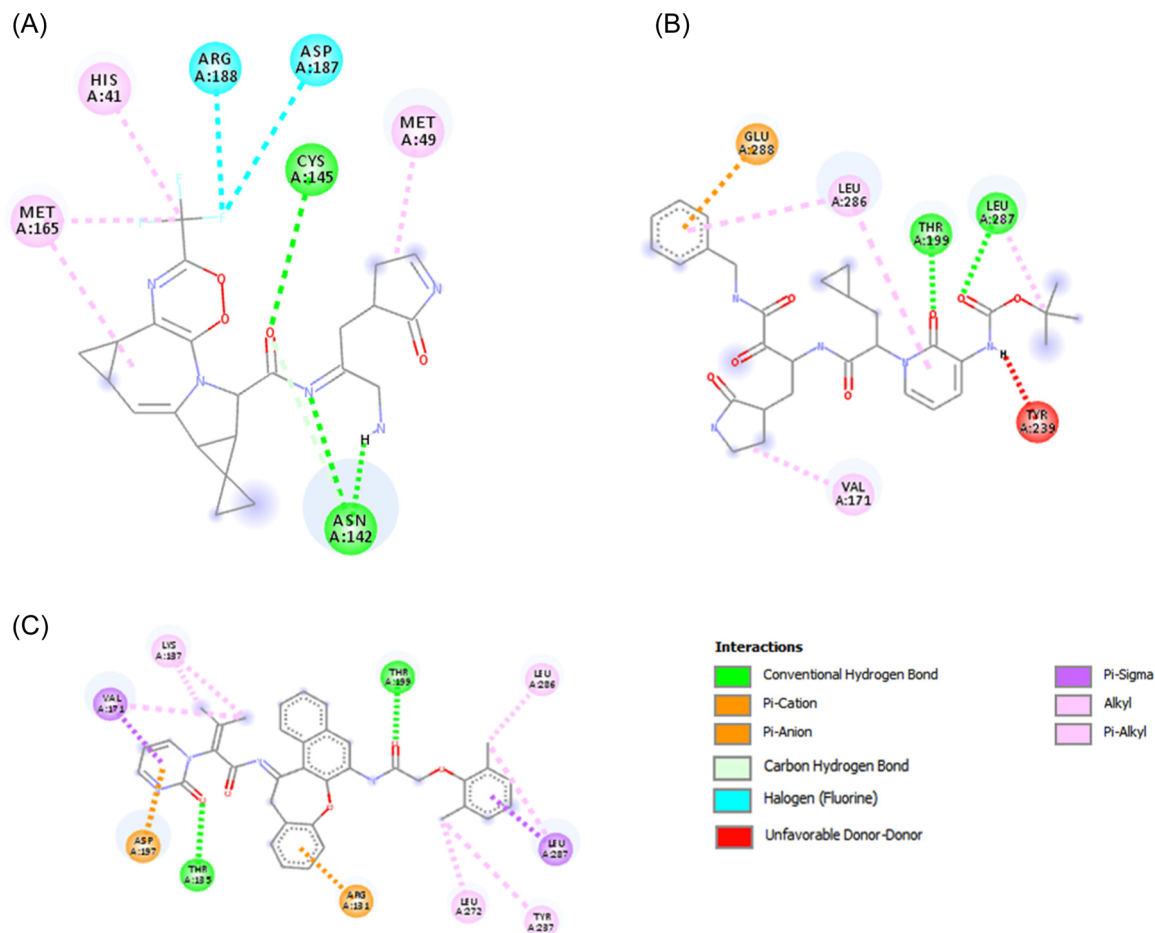 (A)
HIS
A:41
ARG
A:188
ASP
A:187
MET
A:49
CYS
A:145
MET
A:165
F
F
F
N
O
O
N
O
N
N
O
N
H
ASN
A:142
(B)
GLU
A:288
LEU
A:286
THR
A:199
LEU
A:287
N
O
O
O
O
O
N
O
N
N
H
O
N
TYR
A:239
VAL
A:171
(C)
LYS
A:137
VAL
A:171
THR
A:199
LEU
A:286
N
N
O
O
N
N
O
O
O
ASP
A:197
THR
A:135
ARG
A:131
LEU
A:272
TYR
A:237
LEU
A:287
Interactions
Conventional Hydrogen Bond
Pi-Cation
Pi-Anion
Carbon Hydrogen Bond
Halogen (Fluorine)
Unfavorable Donor-Donor
Pi-Sigma
Alkyl
Pi-Alkyl